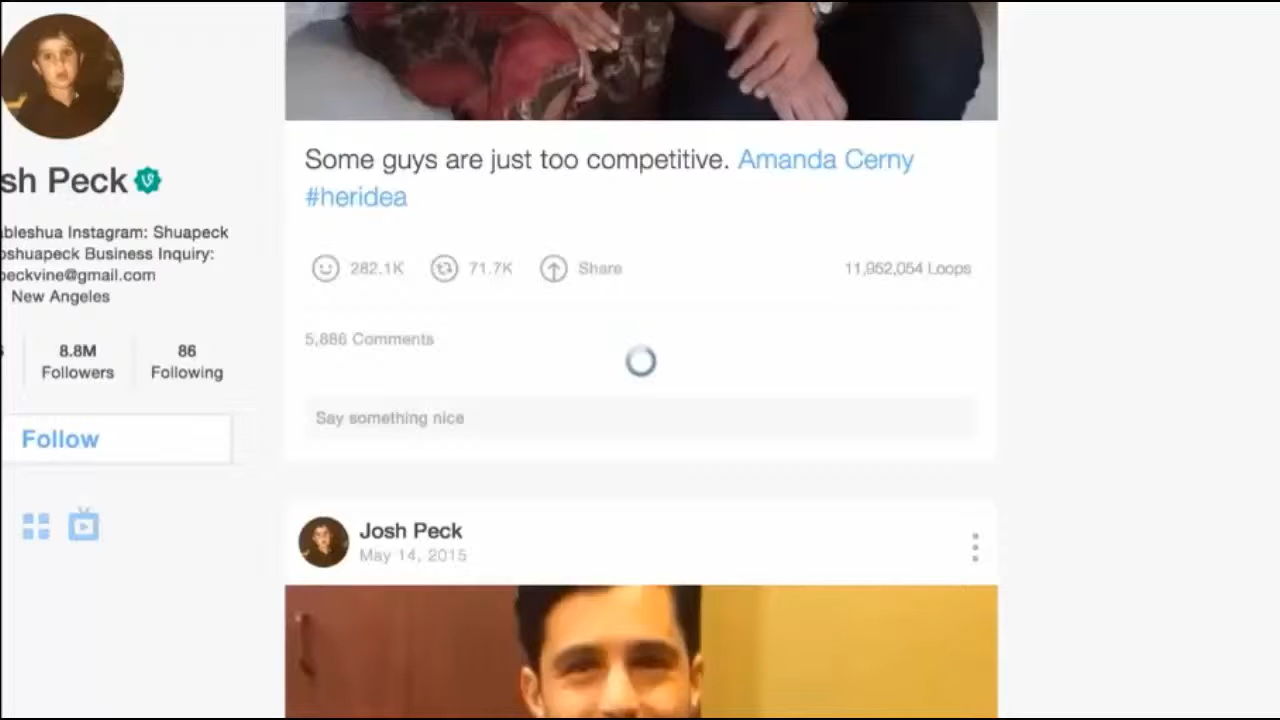 sh Peck
ableshua Instagram: Shuapeck
oshuapeck Business Inquiry:
peckvine@gmail.com
New Angeles
8.8M
Followers
86
Following
Follow
Some guys are just too competitive. Amanda Cerny
#heridea
282.1K
71.7K
Share
11,952,054 Loops
5,886 Comments
Say something nice
Josh Peck
May 14, 2015